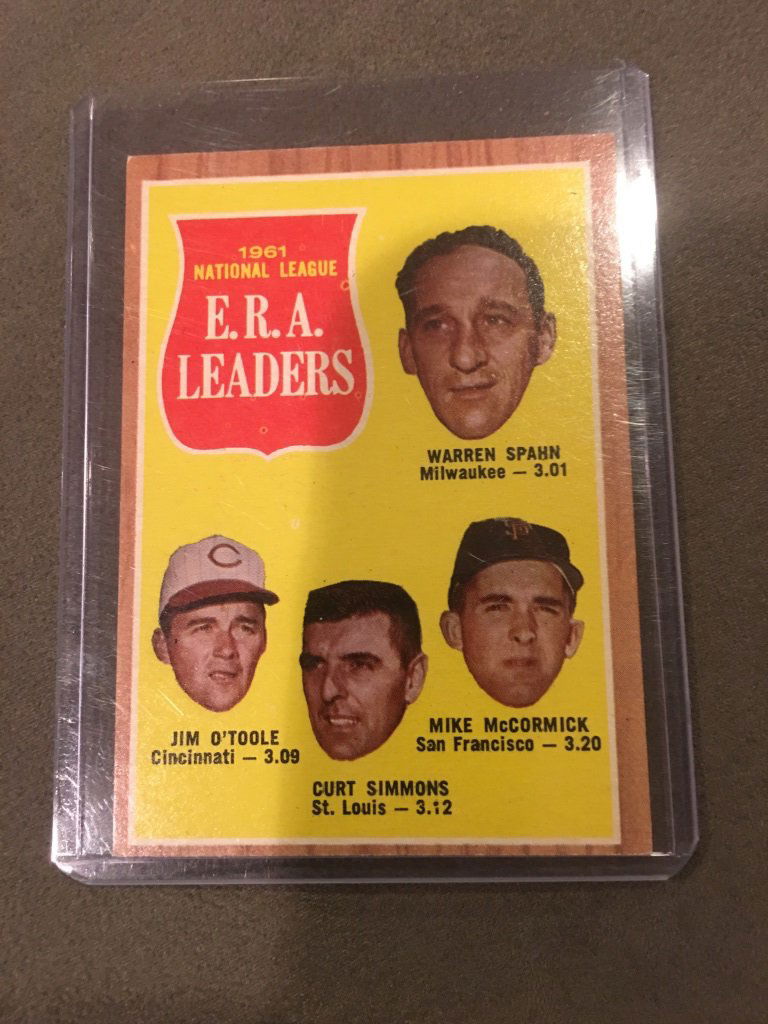 1961
NATIONAL LEAGUE
E.R.A.
LEADERS
WARREN SPAHN
Milwaukee — 3.01
C
SF
JIM O'TOOLE
Cincinnati — 3.09
MIKE McCORMICK
San Francisco — 3.20
CURT SIMMONS
St. Louis — 3.12